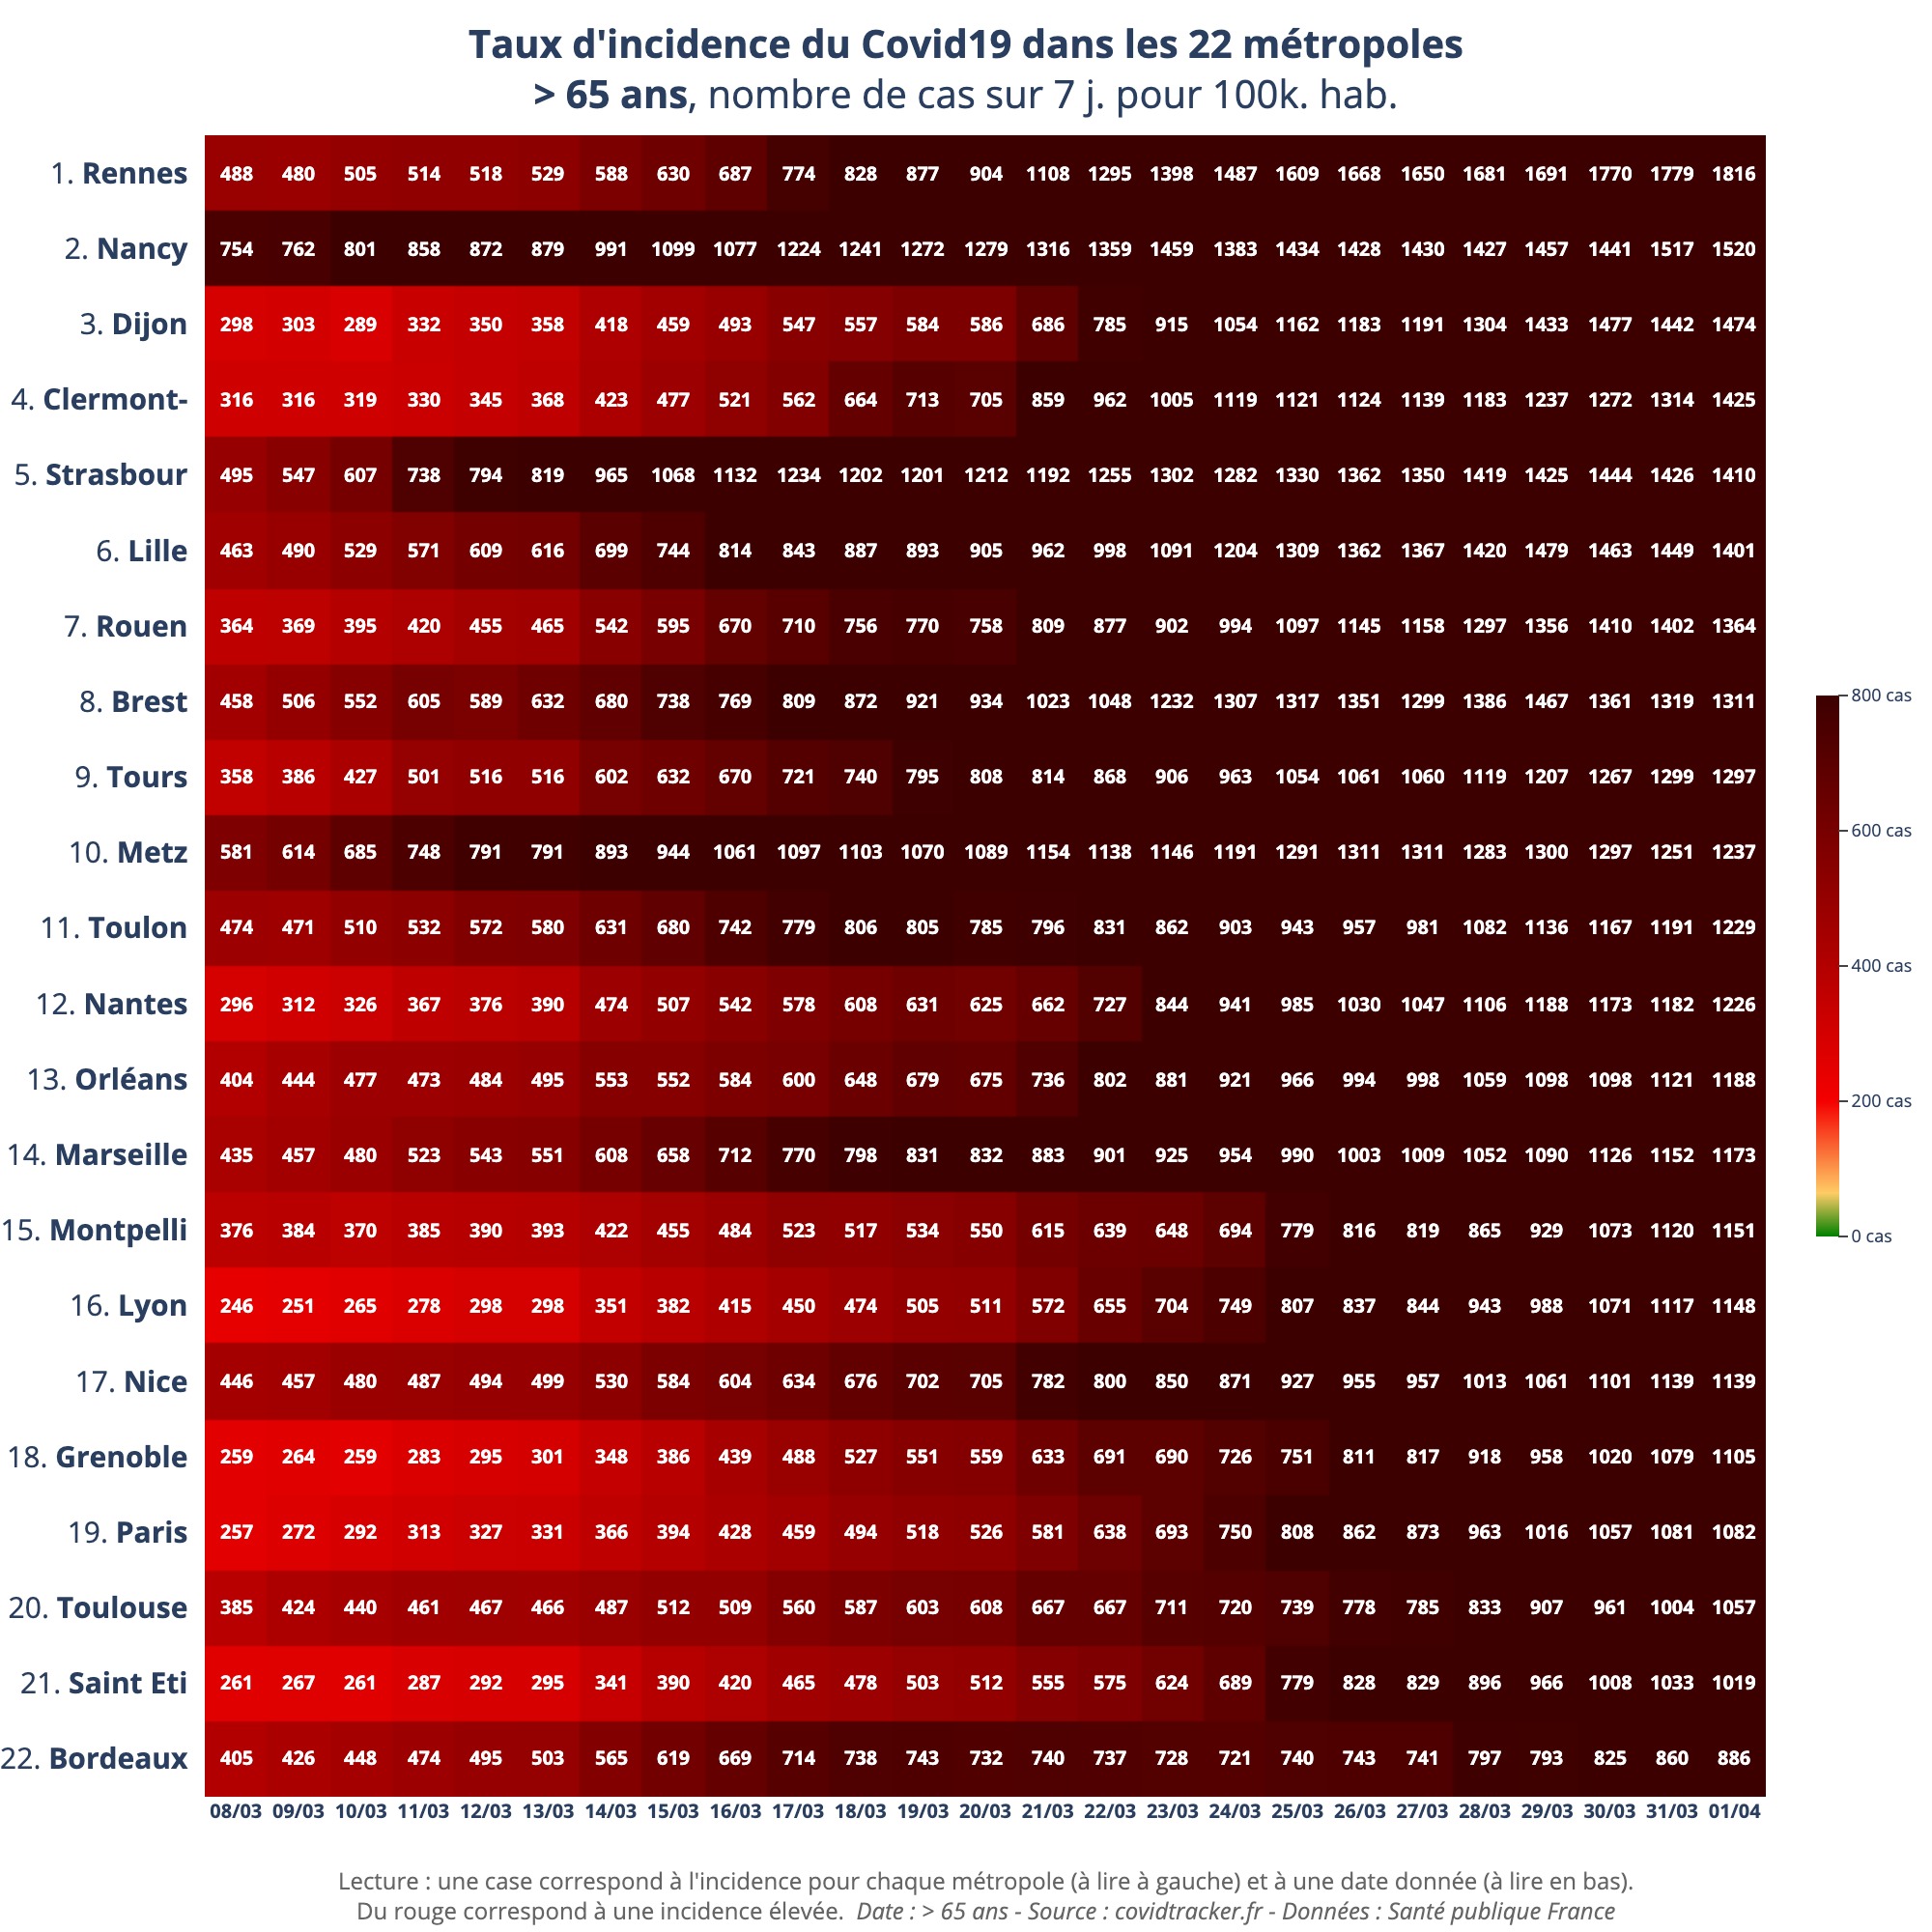 Taux d'incidence du Covid19 dans les 22 métropoles
> 65 ans, nombre de cas sur 7 j. pour 100k. hab.
1. Rennes 488 480 505 514 518 529 588 630 687 774 828 877 904 1108 1295 1398 1487 1609 1668 1650 1681 1691 1770 1779 1816
2. Nancy 754 762 801 858 872 879 991 1099 1077 1224 1241 1272 1279 1316 1359 1459 1383 1434 1428 1430 1427 1457 1441 1517 1520
3. Dijon 298 303 289 332 350 358 418 459 493 547 557 584 586 686 785 915 1054 1162 1183 1191 1304 1433 1477 1442 1474
4. Clermont- 316 316 319 330 345 368 423 477 521 562 664 713 705 859 962 1005 1119 1121 1124 1139 1183 1237 1272 1314 1425
5. Strasbour 495 547 607 738 794 819 965 1068 1132 1234 1202 1201 1212 1192 1255 1302 1282 1330 1362 1350 1419 1425 1444 1426 1410
6. Lille 463 490 529 571 609 616 699 744 814 843 887 893 905 962 998 1091 1204 1309 1362 1367 1420 1479 1463 1449 1401
7. Rouen 364 369 395 420 455 465 542 595 670 710 756 770 758 809 877 902 994 1097 1145 1158 1297 1356 1410 1402 1364
8. Brest 458 506 552 605 589 632 680 738 769 809 872 921 934 1023 1048 1232 1307 1317 1351 1299 1386 1467 1361 1319 1311
9. Tours 358 386 427 501 516 516 602 632 670 721 740 795 808 814 868 906 963 1054 1061 1060 1119 1207 1267 1299 1297
10. Metz 581 614 685 748 791 791 893 944 1061 1097 1103 1070 1089 1154 1138 1146 1191 1291 1311 1311 1283 1300 1297 1251 1237
11. Toulon 474 471 510 532 572 580 631 680 742 779 806 805 785 796 831 862 903 943 957 981 1082 1136 1167 1191 1229
12. Nantes 296 312 326 367 376 390 474 507 542 578 608 631 625 662 727 844 941 985 1030 1047 1106 1188 1173 1182 1226
13. Orléans 404 444 477 473 484 495 553 552 584 600 648 679 675 736 802 881 921 966 994 998 1059 1098 1098 1121 1188
14. Marseille 435 457 480 523 543 551 608 658 712 770 798 831 832 883 901 925 954 990 1003 1009 1052 1090 1126 1152 1173
15. Montpelli 376 384 370 385 390 393 422 455 484 523 517 534 550 615 639 648 694 779 816 819 865 929 1073 1120 1151
16. Lyon 246 251 265 278 298 298 351 382 415 450 474 505 511 572 655 704 749 807 837 844 943 988 1071 1117 1148
17. Nice 446 457 480 487 494 499 530 584 604 634 676 702 705 782 800 850 871 927 955 957 1013 1061 1101 1139 1139
18. Grenoble 259 264 259 283 295 301 348 386 439 488 527 551 559 633 691 690 726 751 811 817 918 958 1020 1079 1105
19. Paris 257 272 292 313 327 331 366 394 428 459 494 518 526 581 638 693 750 808 862 873 963 1016 1057 1081 1082
20. Toulouse 385 424 440 461 467 466 487 512 509 560 587 603 608 667 667 711 720 739 778 785 833 907 961 1004 1057
21. Saint Eti 261 267 261 287 292 295 341 390 420 465 478 503 512 555 575 624 689 779 828 829 896 966 1008 1033 1019
22. Bordeaux 405 426 448 474 495 503 565 619 669 714 738 743 732 740 737 728 721 740 743 741 797 793 825 860 886
08/03 09/03 10/03 11/03 12/03 13/03 14/03 15/03 16/03 17/03 18/03 19/03 20/03 21/03 22/03 23/03 24/03 25/03 26/03 27/03 28/03 29/03 30/03 31/03 01/04
800 cas
600 cas
400 cas
200 cas
0 cas
Lecture : une case correspond à l'incidence pour chaque métropole (à lire à gauche) et à une date donnée (à lire en bas).
Du rouge correspond à une incidence élevée. Date : > 65 ans - Source : covidtracker.fr - Données : Santé publique France